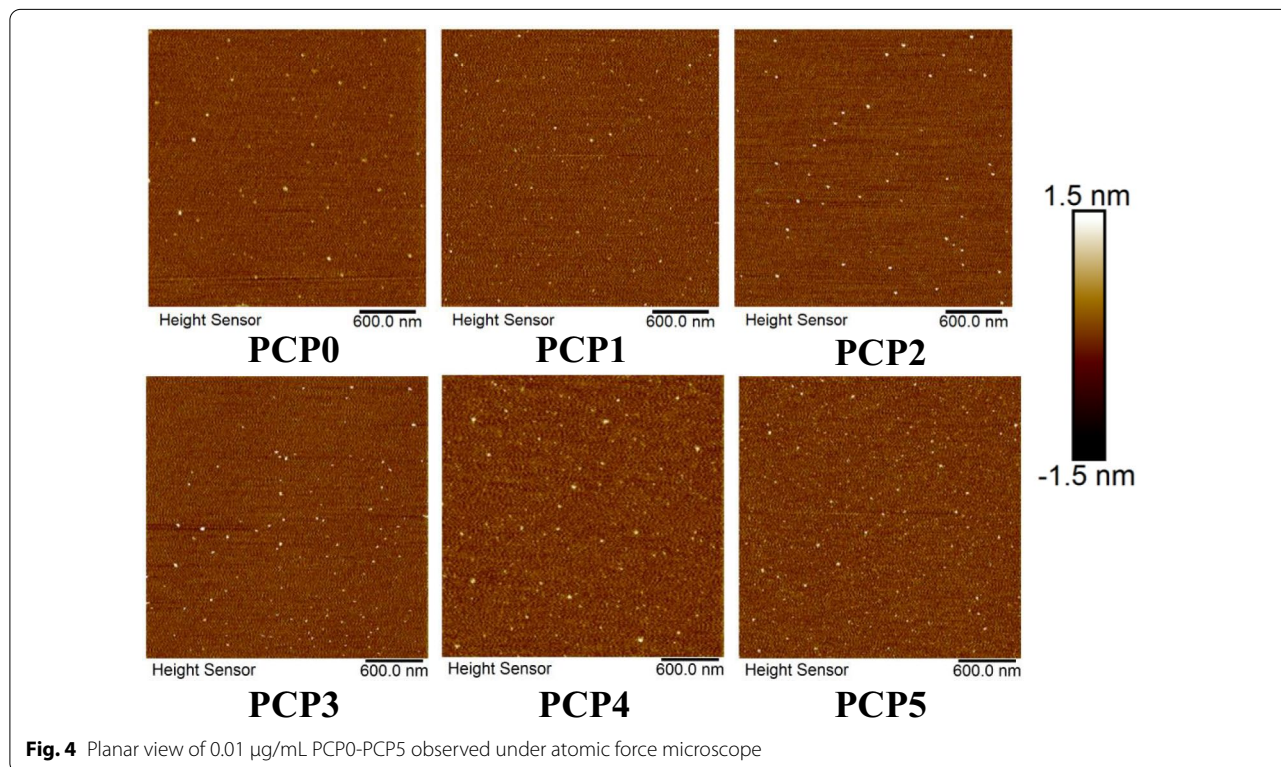 Height Sensor 600.0 nm
Height Sensor 600.0 nm
Height Sensor 600.0 nm
PCP0
PCP1
PCP2
1.5 nm
-1.5 nm
Height Sensor 600.0 nm
Height Sensor 600.0 nm
Height Sensor 600.0 nm
PCP3
PCP4
PCP5
Fig. 4 Planar view of 0.01 μg/mL PCP0-PCP5 observed under atomic force microscope